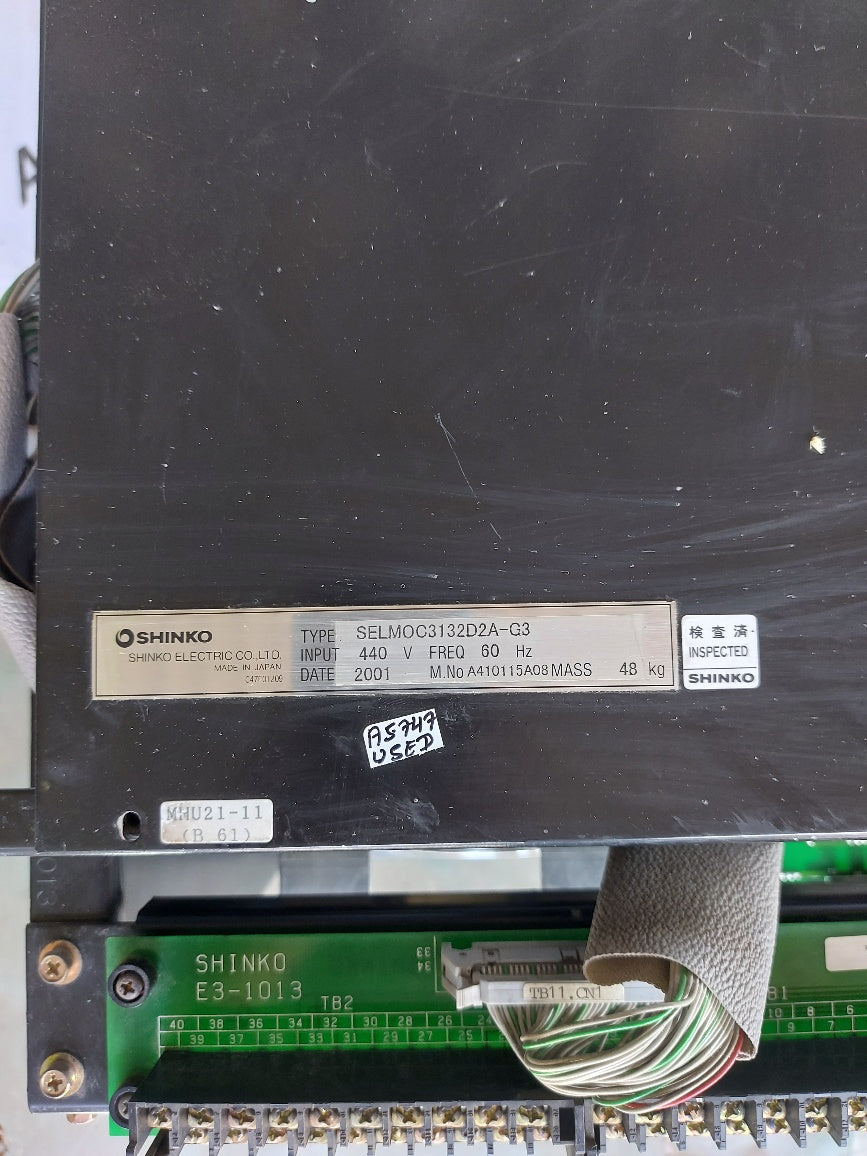 A
SHINKO
SHINKO ELECTRIC CO.,LTD.
MADE IN JAPAN
TYPE SELMOC3132D2A-G3
INPUT 440 V FREQ 60 Hz
DATE 2001 M.No A410115A08 MASS 48 kg
検査済
INSPECTED
SHINKO
A5747
USED
MHU21-11
(B 61)
SHINKO
E3-1013
TB2
33
34
TB11.CN1
40 38 36 34 32 30 28 26 10 8 6
39 37 35 33 31 29 27 25 9 7